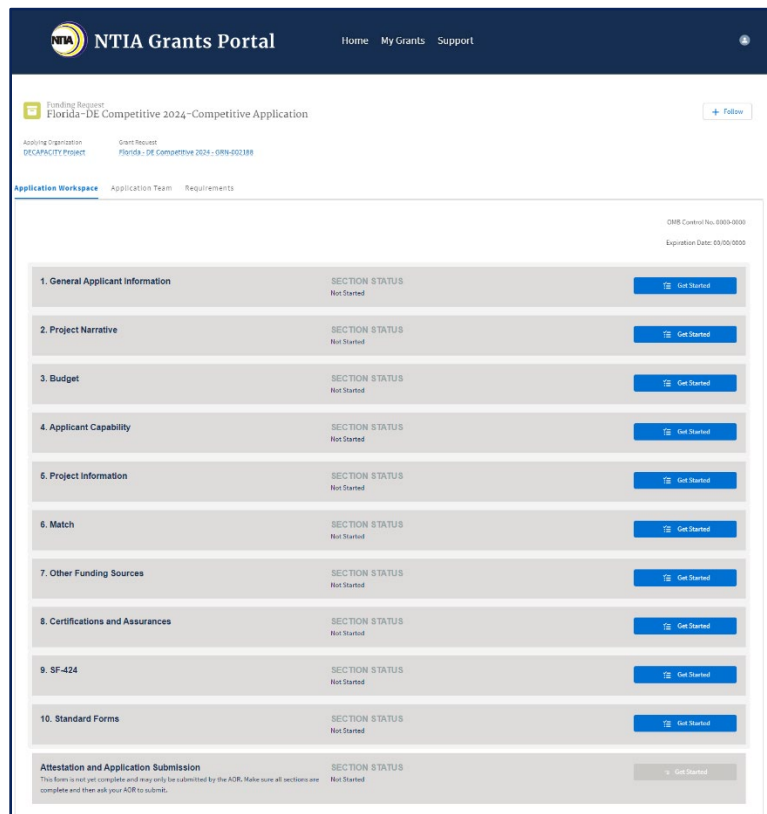 NTIA
NTIA Grants Portal
Home My Grants Support
Funding Request
Florida-DE Competitive 2024-Competitive Application
+ Follow
Applying Organization Grant Request
DECAPACITY Project Florida - DE Competitive 2024 - GRN-002188
Application Workspace Application Team Requirements
OMB Control No. 0000-0000
Expiration Date: 00/00/0000
1. General Applicant Information SECTION STATUS Get Started
Not Started
2. Project Narrative SECTION STATUS Get Started
Not Started
3. Budget SECTION STATUS Get Started
Not Started
4. Applicant Capability SECTION STATUS Get Started
Not Started
5. Project Information SECTION STATUS Get Started
Not Started
6. Match SECTION STATUS Get Started
Not Started
7. Other Funding Sources SECTION STATUS Get Started
Not Started
8. Certifications and Assurances SECTION STATUS Get Started
Not Started
9. SF-424 SECTION STATUS Get Started
Not Started
10. Standard Forms SECTION STATUS Get Started
Not Started
Attestation and Application Submission SECTION STATUS Get Started
This form is not yet complete and may only be submitted by the AOR. Make sure all sections are Not Started
complete and then ask your AOR to submit.